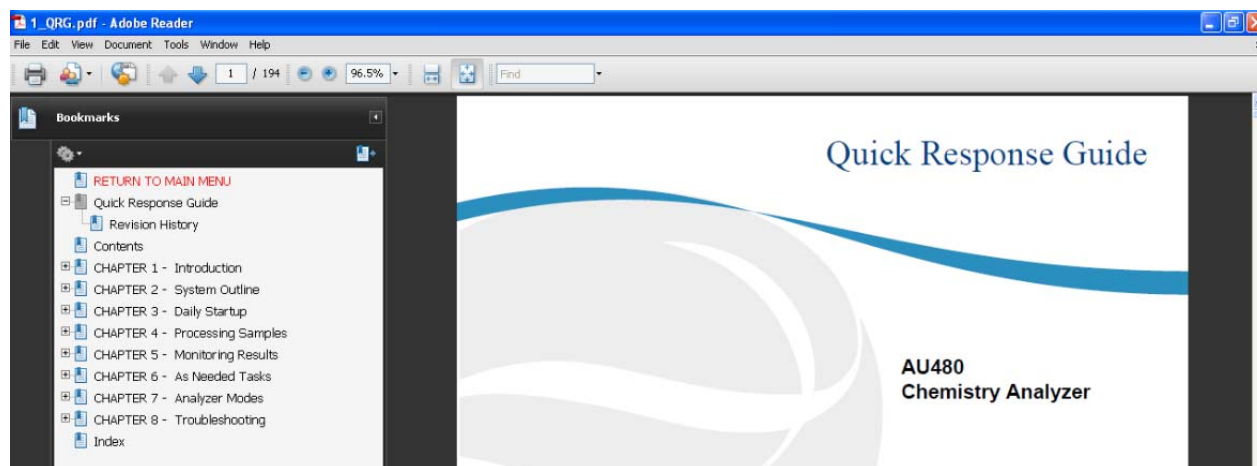 1_QRG.pdf - Adobe Reader
File Edit View Document Tools Window Help
1 / 194 96.5% Find
Bookmarks
RETURN TO MAIN MENU
Quick Response Guide
Revision History
Contents
CHAPTER 1 - Introduction
CHAPTER 2 - System Outline
CHAPTER 3 - Daily Startup
CHAPTER 4 - Processing Samples
CHAPTER 5 - Monitoring Results
CHAPTER 6 - As Needed Tasks
CHAPTER 7 - Analyzer Modes
CHAPTER 8 - Troubleshooting
Index
Quick Response Guide
AU480
Chemistry Analyzer